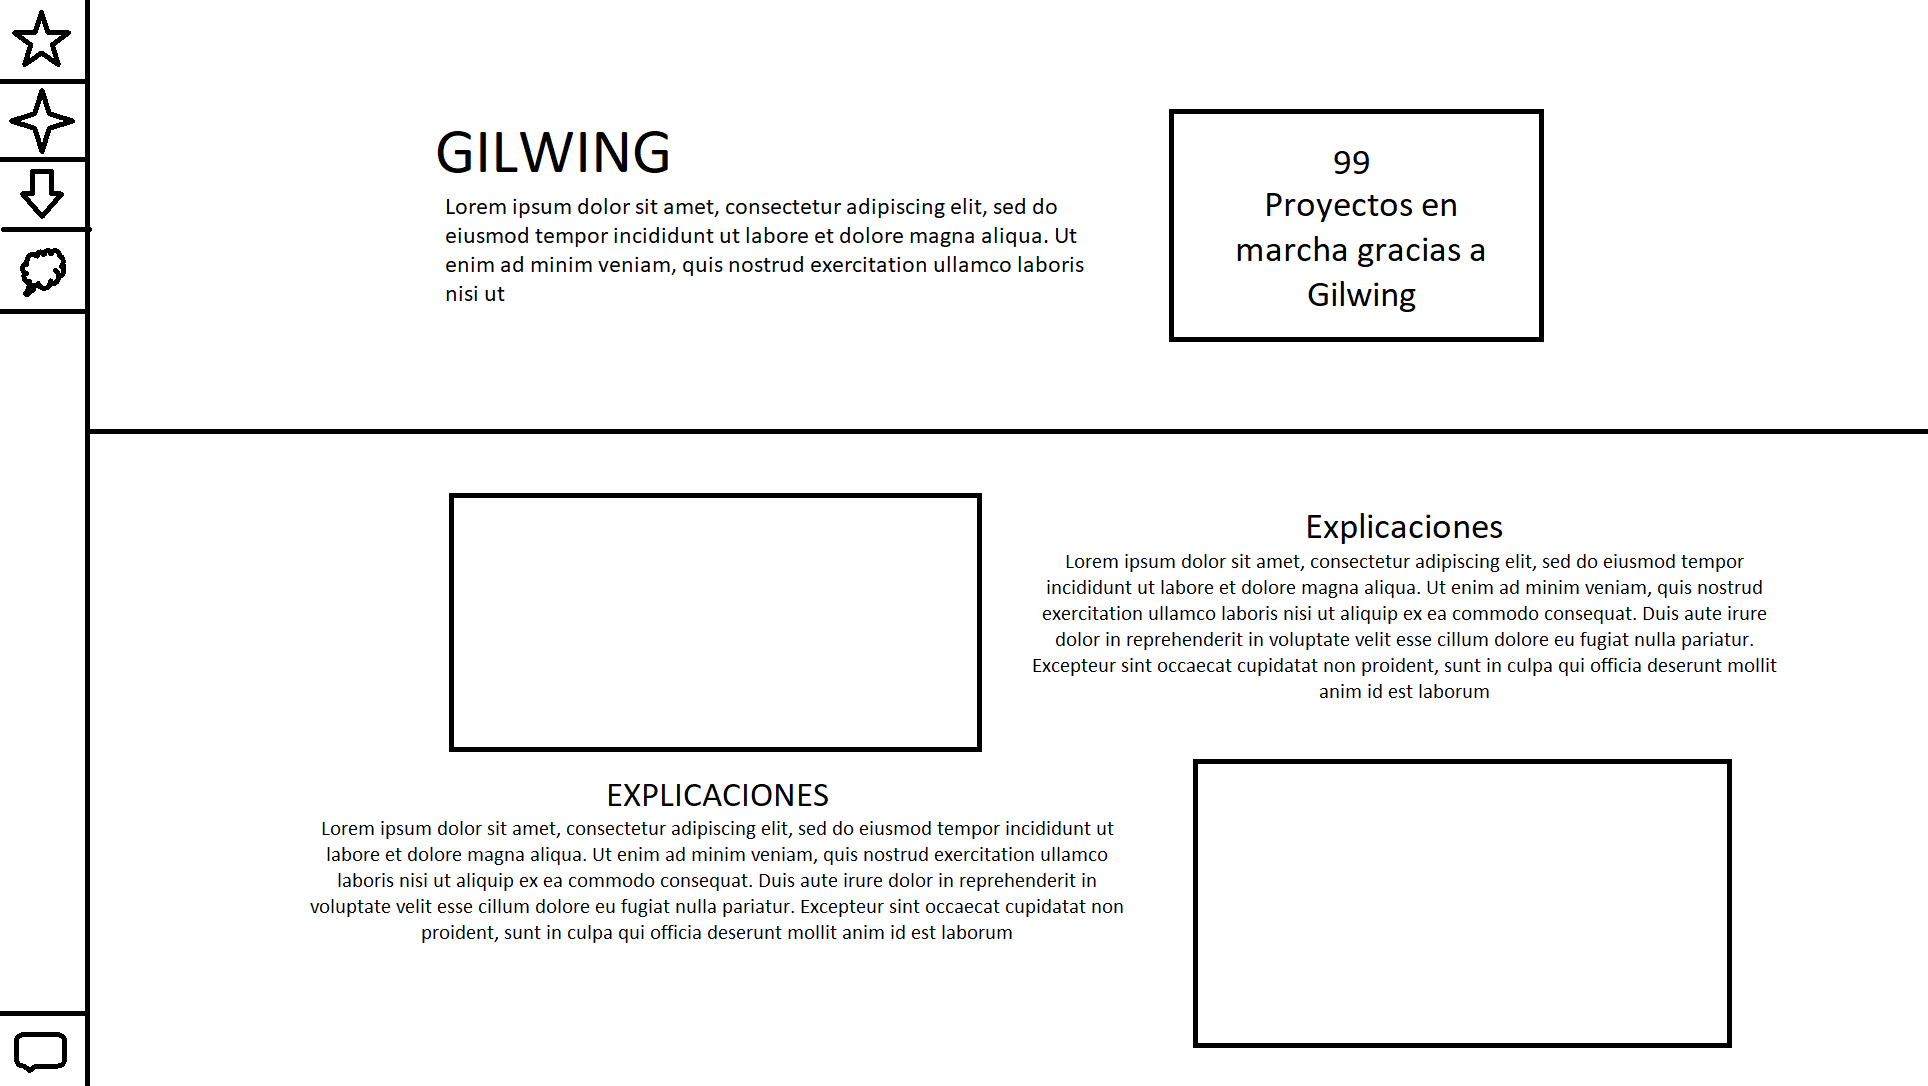 GILWING
Lorem ipsum dolor sit amet, consectetur adipiscing elit, sed do
eiusmod tempor incididunt ut labore et dolore magna aliqua. Ut
enim ad minim veniam, quis nostrud exercitation ullamco laboris
nisi ut
99
Proyectos en
marcha gracias a
Gilwing
Explicaciones
Lorem ipsum dolor sit amet, consectetur adipiscing elit, sed do eiusmod tempor
incididunt ut labore et dolore magna aliqua. Ut enim ad minim veniam, quis nostrud
exercitation ullamco laboris nisi ut aliquip ex ea commodo consequat. Duis aute irure
dolor in reprehenderit in voluptate velit esse cillum dolore eu fugiat nulla pariatur.
Excepteur sint occaecat cupidatat non proident, sunt in culpa qui officia deserunt mollit
anim id est laborum
EXPLICACIONES
Lorem ipsum dolor sit amet, consectetur adipiscing elit, sed do eiusmod tempor incididunt ut
labore et dolore magna aliqua. Ut enim ad minim veniam, quis nostrud exercitation ullamco
laboris nisi ut aliquip ex ea commodo consequat. Duis aute irure dolor in reprehenderit in
voluptate velit esse cillum dolore eu fugiat nulla pariatur. Excepteur sint occaecat cupidatat non
proident, sunt in culpa qui officia deserunt mollit anim id est laborum